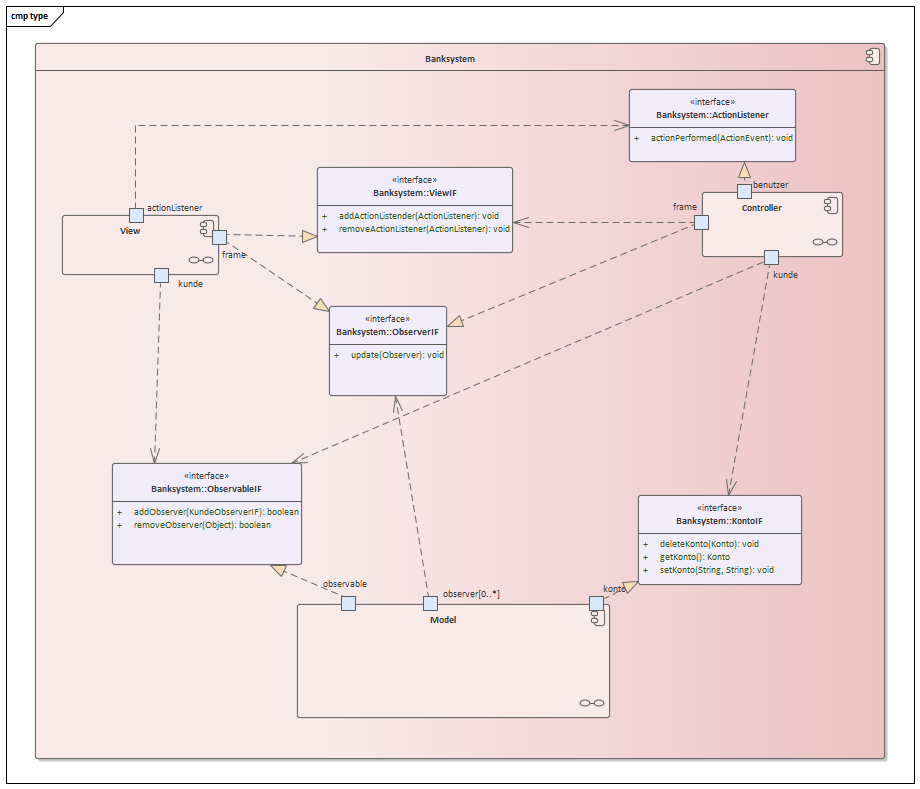 cmp type
Banksystem
«interface»
Banksystem::ActionListener
+ actionPerformed(ActionEvent): void
benutzer
Controller
frame
kunde
«interface»
Banksystem::ViewIF
+ addActionListender(ActionListener): void
+ removeActionListener(ActionListener): void
actionListener
View
frame
kunde
«interface»
Banksystem::ObserverIF
+ update(Observer): void
«interface»
Banksystem::ObservableIF
+ addObserver(KundeObserverIF): boolean
+ removeObserver(Object): boolean
«interface»
Banksystem::KontoIF
+ deleteKonto(Konto): void
+ getKonto(): Konto
+ setKonto(String, String): void
observable
observer[0..*]
konto
Model